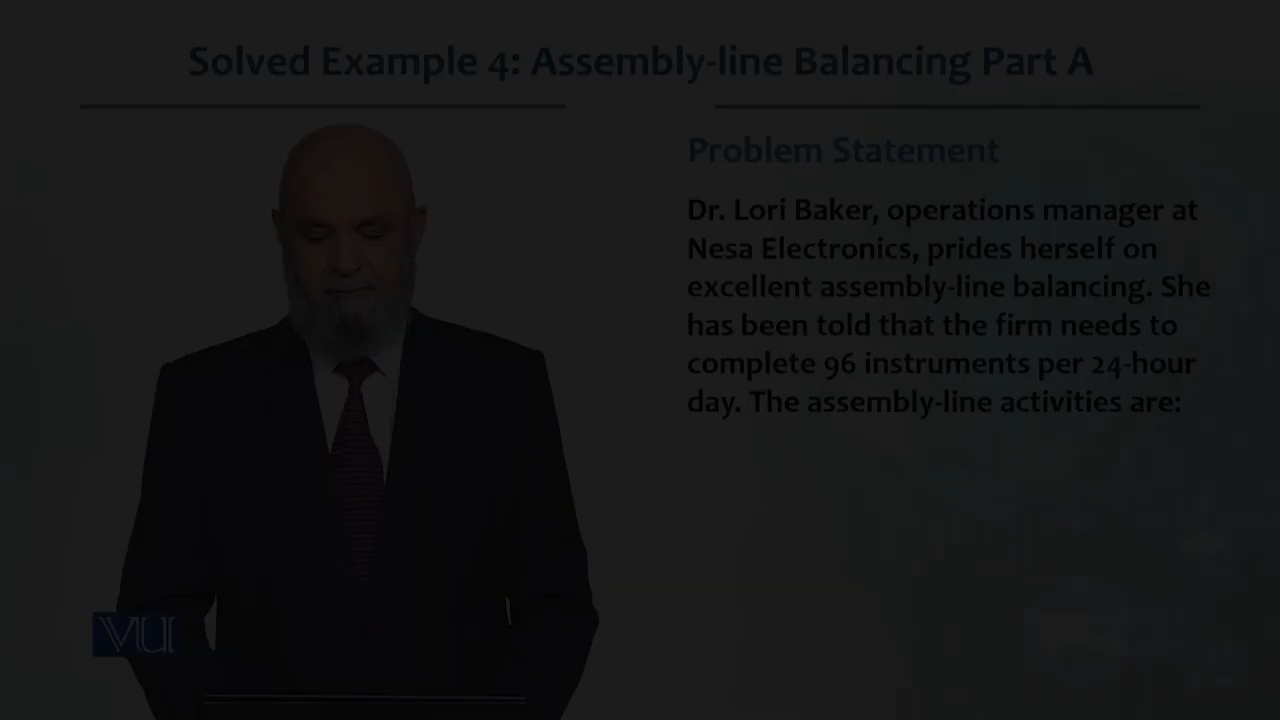 Solved Example 4: Assembly-line Balancing Part A
Problem Statement
Dr. Lori Baker, operations manager at
Nesa Electronics, prides herself on
excellent assembly-line balancing. She
has been told that the firm needs to
complete 96 instruments per 24-hour
day. The assembly-line activities are:
VU